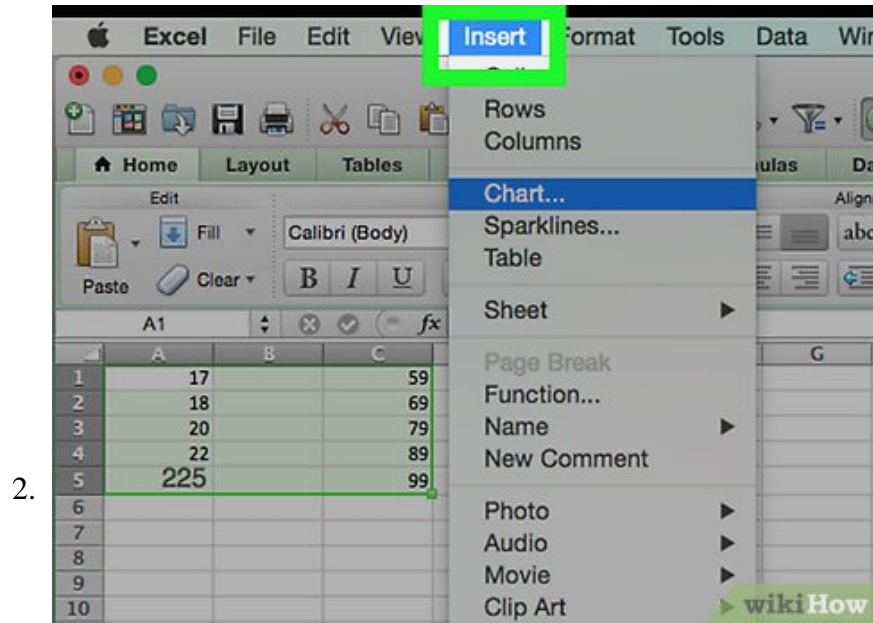 Excel File Edit View Insert Format Tools Data
Rows
Columns
Home Layout Tables
Chart...
Edit
Sparklines...
Fill Calibri (Body)
Table
Paste Clear B I U
Sheet
A1 fx
A B C G
Page Break
1 17 59
Function...
2 18 69
3 20 79
Name
4 22 89
New Comment
2.
5 225 99
6
Photo
7
Audio
8
Movie
9
Clip Art
10
wikiHow